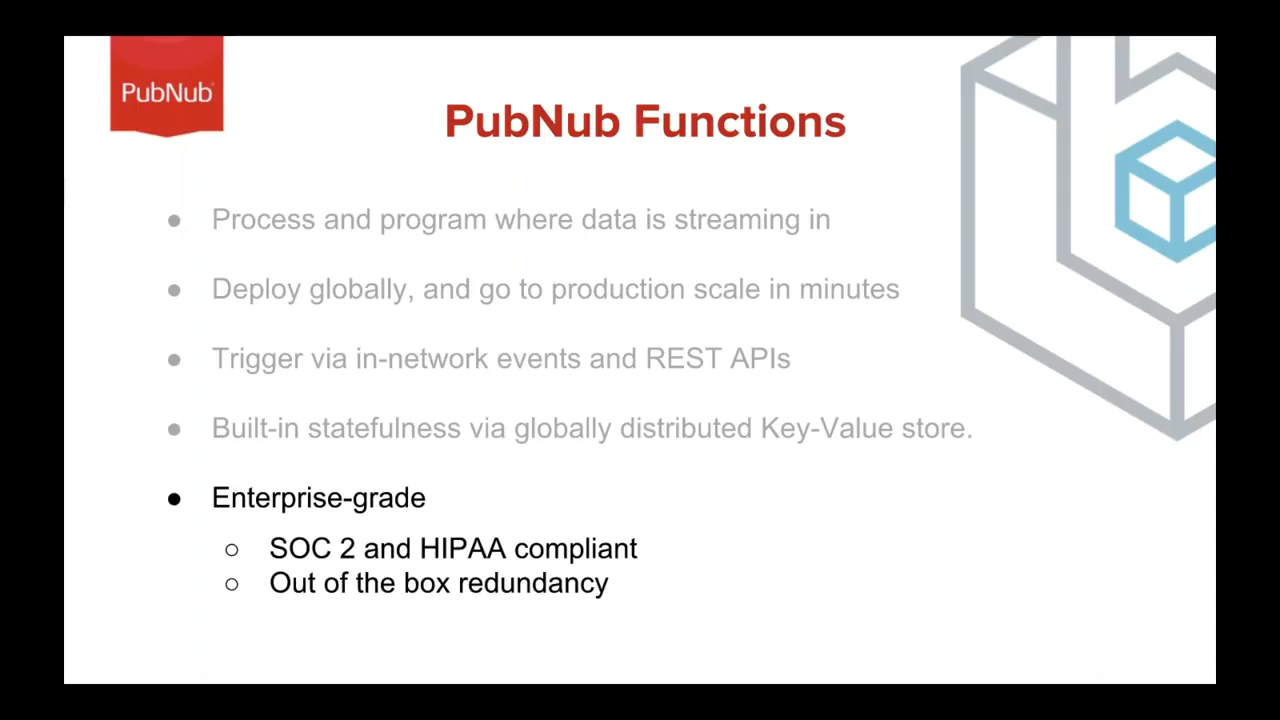 PubNub
PubNub Functions
● Process and program where data is streaming in
● Deploy globally, and go to production scale in minutes
● Trigger via in-network events and REST APIs
● Built-in statefulness via globally distributed Key-Value store.
● Enterprise-grade
○ SOC 2 and HIPAA compliant
○ Out of the box redundancy